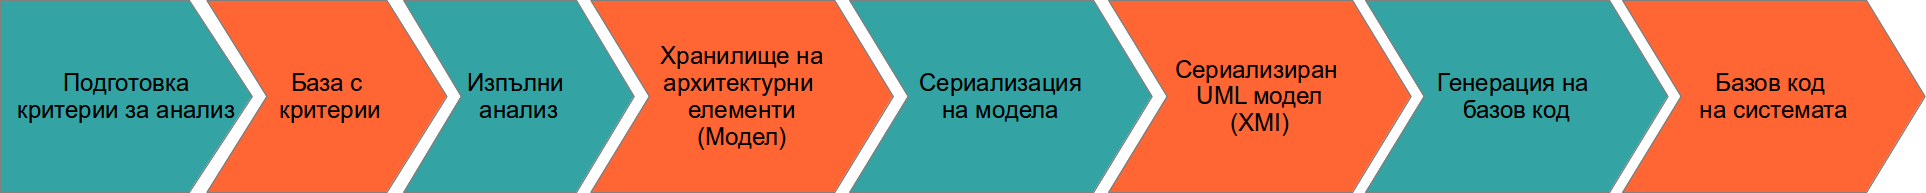 Подготовка
критерии за анализ
База с
критерии
Изпълни
анализ
Хранилище на
архитектурни
елементи
(Модел)
Сериализация
на модела
Сериализиран
UML модел
(XMI)
Генерация на
базов код
Базов код
на системата